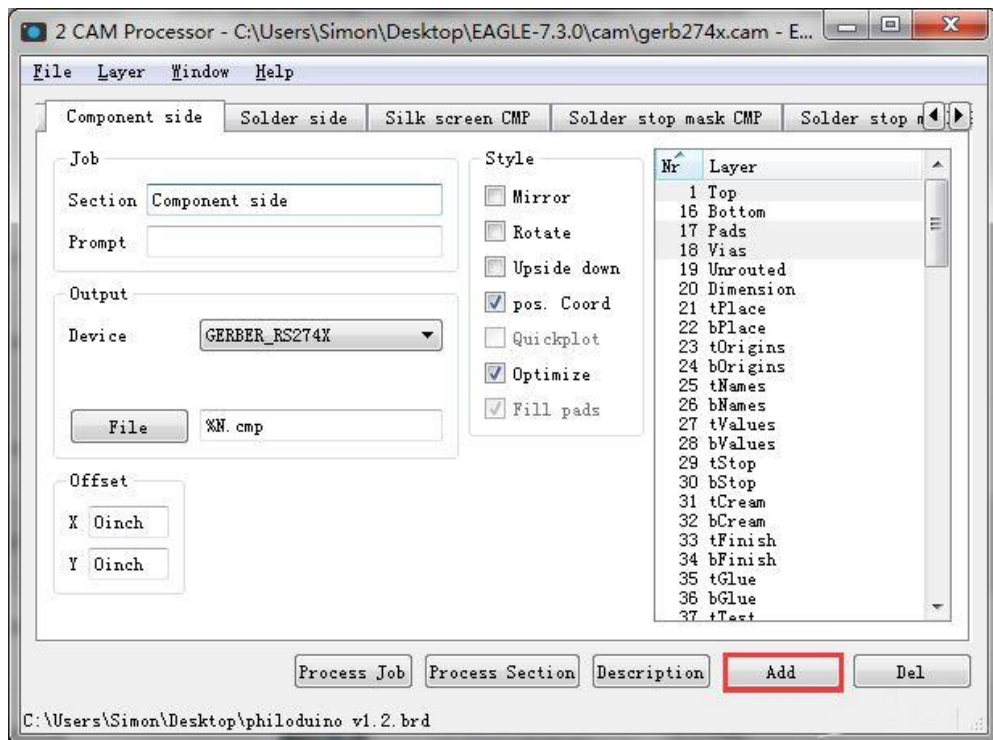 2 CAM Processor - C:\Users\Simon\Desktop\EAGLE-7.3.0\cam\gerb274x.cam - E...
File Layer Window Help
Component side Solder side Silk screen CMP Solder stop mask CMP Solder stop
Job
Section Component side
Prompt
Output
Device GERBER_RS274X
File %N.cmp
Offset
X 0inch
Y 0inch
Style
Mirror
Rotate
Upside down
pos. Coord
Quickplot
Optimize
Fill pads
Nr Layer
1 Top
16 Bottom
17 Pads
18 Vias
19 Unrouted
20 Dimension
21 tPlace
22 bPlace
23 tOrigins
24 bOrigins
25 tNames
26 bNames
27 tValues
28 bValues
29 tStop
30 bStop
31 tCream
32 bCream
33 tFinish
34 bFinish
35 tGlue
36 bGlue
37 tTest
Process Job Process Section Description Add Del
C:\Users\Simon\Desktop\philoduino v1.2.brd